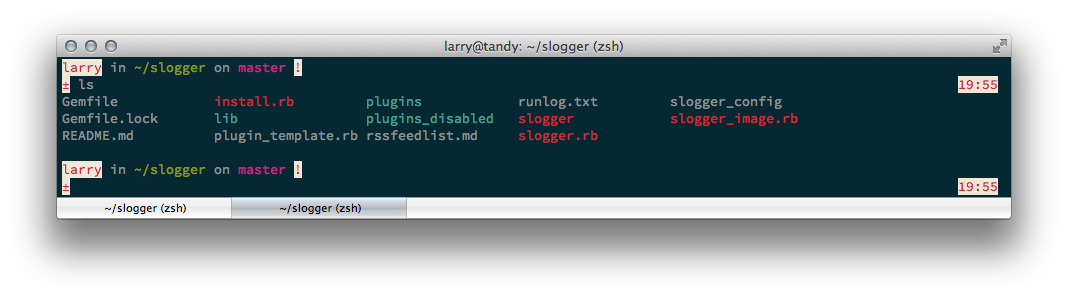 larry@tandy: ~/slogger (zsh)
larry in ~/slogger on master !
± ls 19:55
Gemfile install.rb plugins runlog.txt slogger_config
Gemfile.lock lib plugins_disabled slogger slogger_image.rb
README.md plugin_template.rb rssfeedlist.md slogger.rb
larry in ~/slogger on master !
± 19:55
~/slogger (zsh) ~/slogger (zsh)